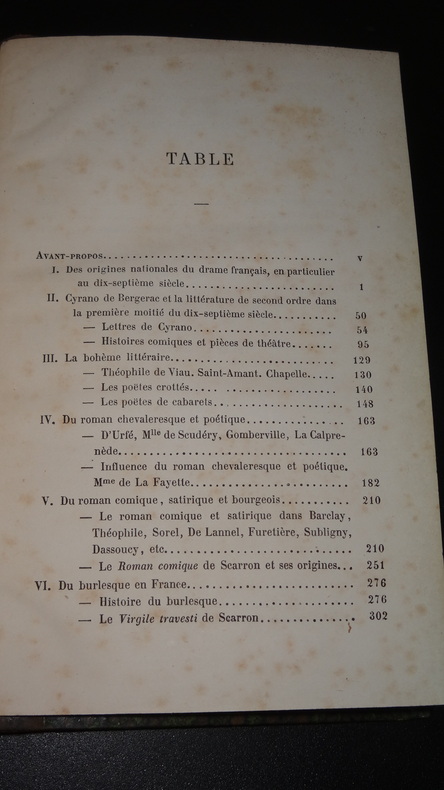 TABLE
Avant-propos........................................ v
I. Des origines nationales du drame français, en particulier
au dix-septième siècle........................... 1
II. Cyrano de Bergerac et la littérature de second ordre dans
la première moitié du dix-septième siècle........... 50
— Lettres de Cyrano......................... 54
— Histoires comiques et pièces de théâtre....... 95
III. La bohème littéraire............................ 129
— Théophile de Viau. Saint-Amant. Chapelle..... 130
— Les poëtes crottés..... ................... 140
— Les poëtes de cabarets..................... 148
IV. Du roman chevaleresque et poétique............... 163
— D'Urfé, Mlle de Scudéry, Gomberville, La Calpre-
nède..................................... 163
— Influence du roman chevaleresque et poétique.
Mme de La Fayette......................... 182
V. Du roman comique, satirique et bourgeois........... 210
— Le roman comique et satirique dans Barclay,
Théophile, Sorel, De Lannel, Furetière, Subligny,
Dassoucy, etc............................. 210
— Le Roman comique de Scarron et ses origines... 251
VI. Du burlesque en France........................... 276
— Histoire du burlesque...................... 276
— Le Virgile travesti de Scarron............... 302